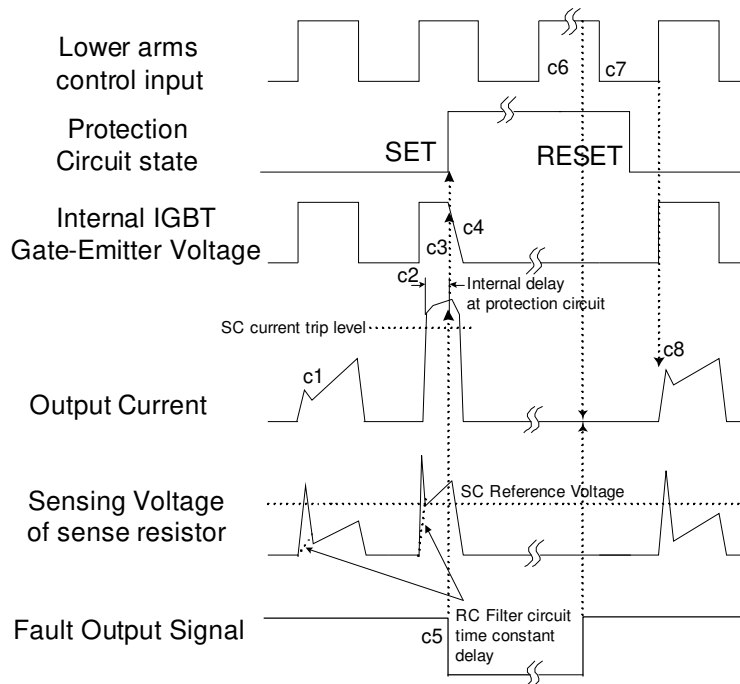 Lower arms
control input
c6
c7
Protection
Circuit state
SET
RESET
Internal IGBT
Gate-Emitter Voltage
c4
c3
c2
Internal delay
at protection circuit
SC current trip level
c1
c8
Output Current
Sensing Voltage
of sense resistor
SC Reference Voltage
Fault Output Signal
c5
RC Filter circuit
time constant
delay